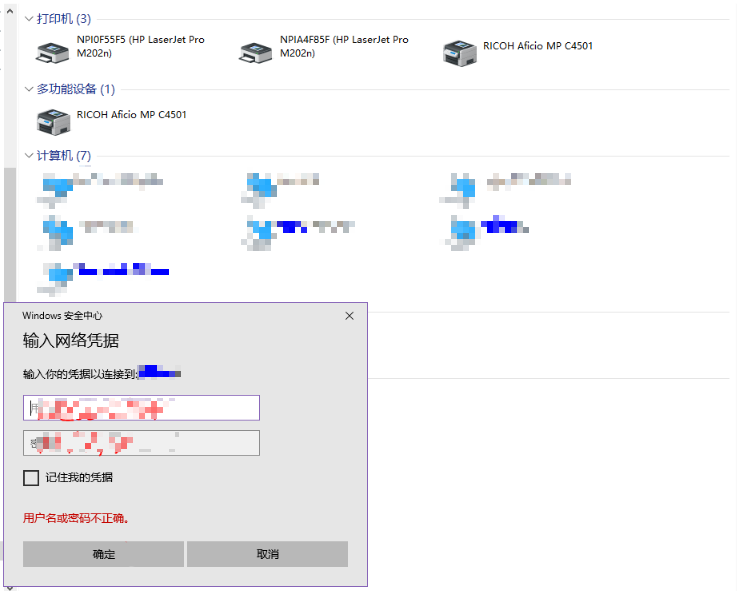 打印机 (3)
NPI0F55F5 (HP LaserJet Pro M202n)
NPIA4F85F (HP LaserJet Pro M202n)
RICOH Aficio MP C4501
多功能设备 (1)
RICOH Aficio MP C4501
计算机 (7)
Windows 安全中心
输入网络凭据
输入你的凭据以连接到:
记住我的凭据
用户名或密码不正确。
确定
取消